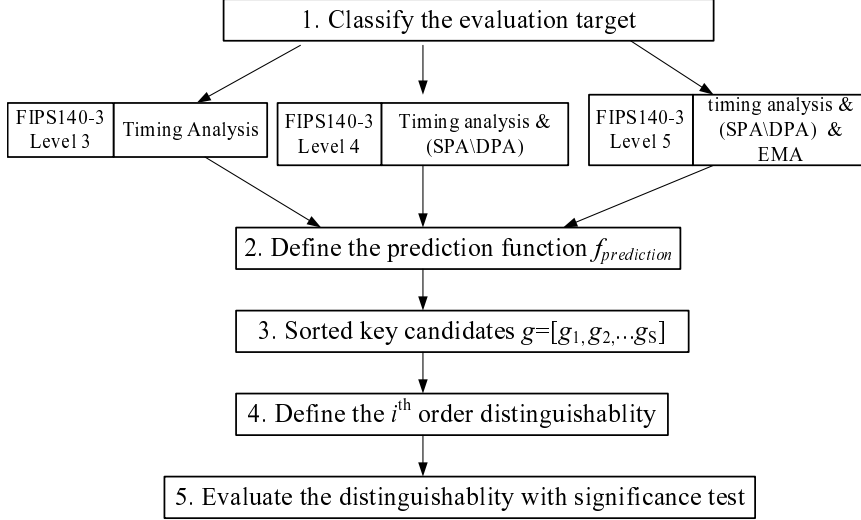 1. Classify the evaluation target
FIPS140-3
Level 3
Timing Analysis
FIPS140-3
Level 4
Timing analysis &
(SPA\DPA)
FIPS140-3
Level 5
timing analysis &
(SPA\DPA) &
EMA
2. Define the prediction function fprediction
3. Sorted key candidates g=[g1,g2,...gS]
4. Define the ith order distinguishablity
5. Evaluate the distinguishablity with significance test